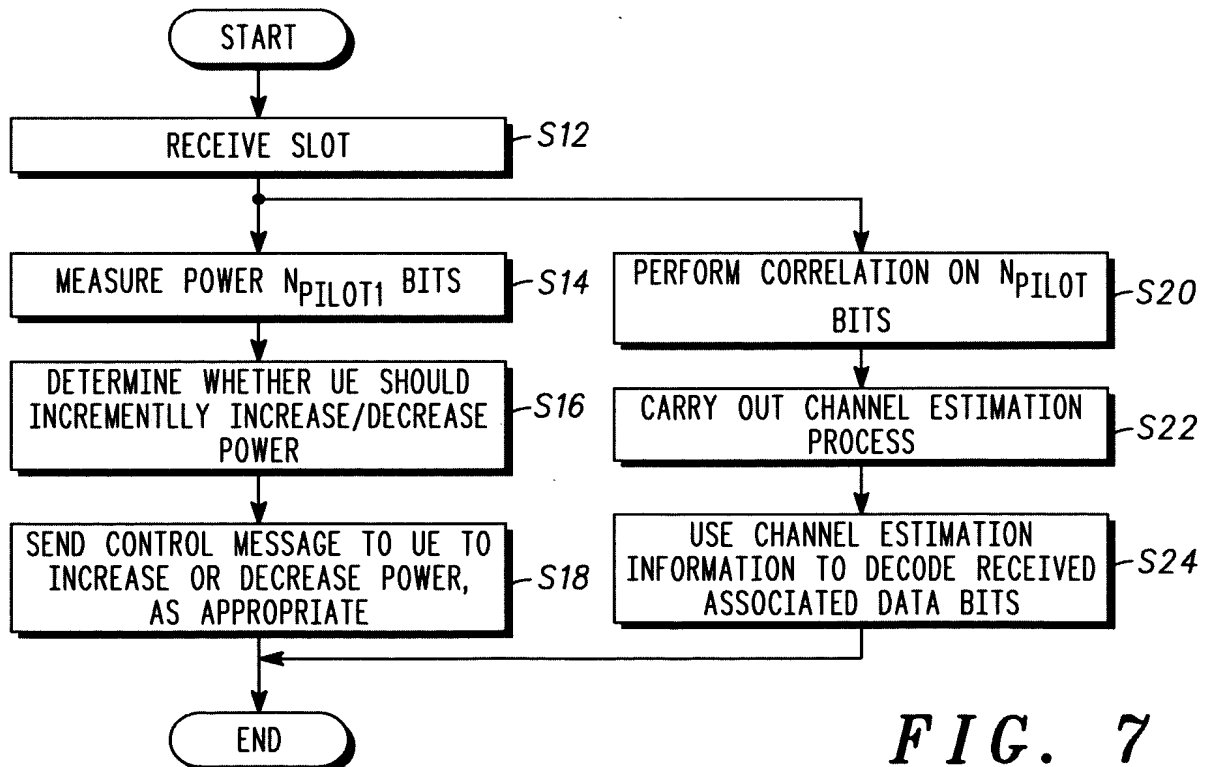 START
RECEIVE SLOT
S12
MEASURE POWER NPILOT1 BITS
S14
DETERMINE WHETHER UE SHOULD
INCREMENTLLY INCREASE/DECREASE
POWER
S16
SEND CONTROL MESSAGE TO UE TO
INCREASE OR DECREASE POWER,
AS APPROPRIATE
S18
PERFORM CORRELATION ON NPILOT
BITS
S20
CARRY OUT CHANNEL ESTIMATION
PROCESS
S22
USE CHANNEL ESTIMATION
INFORMATION TO DECODE RECEIVED
ASSOCIATED DATA BITS
S24
END
FIG. 7